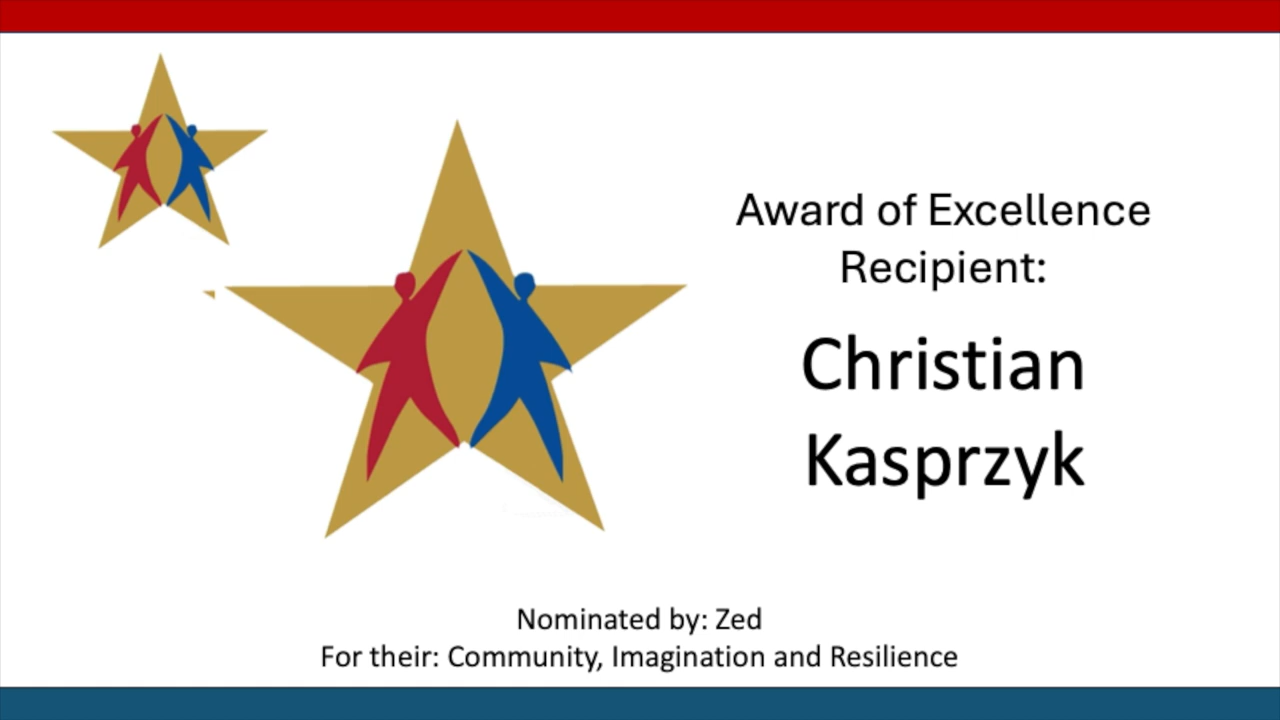 Award of Excellence
Recipient:
Christian
Kasprzyk
Nominated by: Zed
For their: Community, Imagination and Resilience